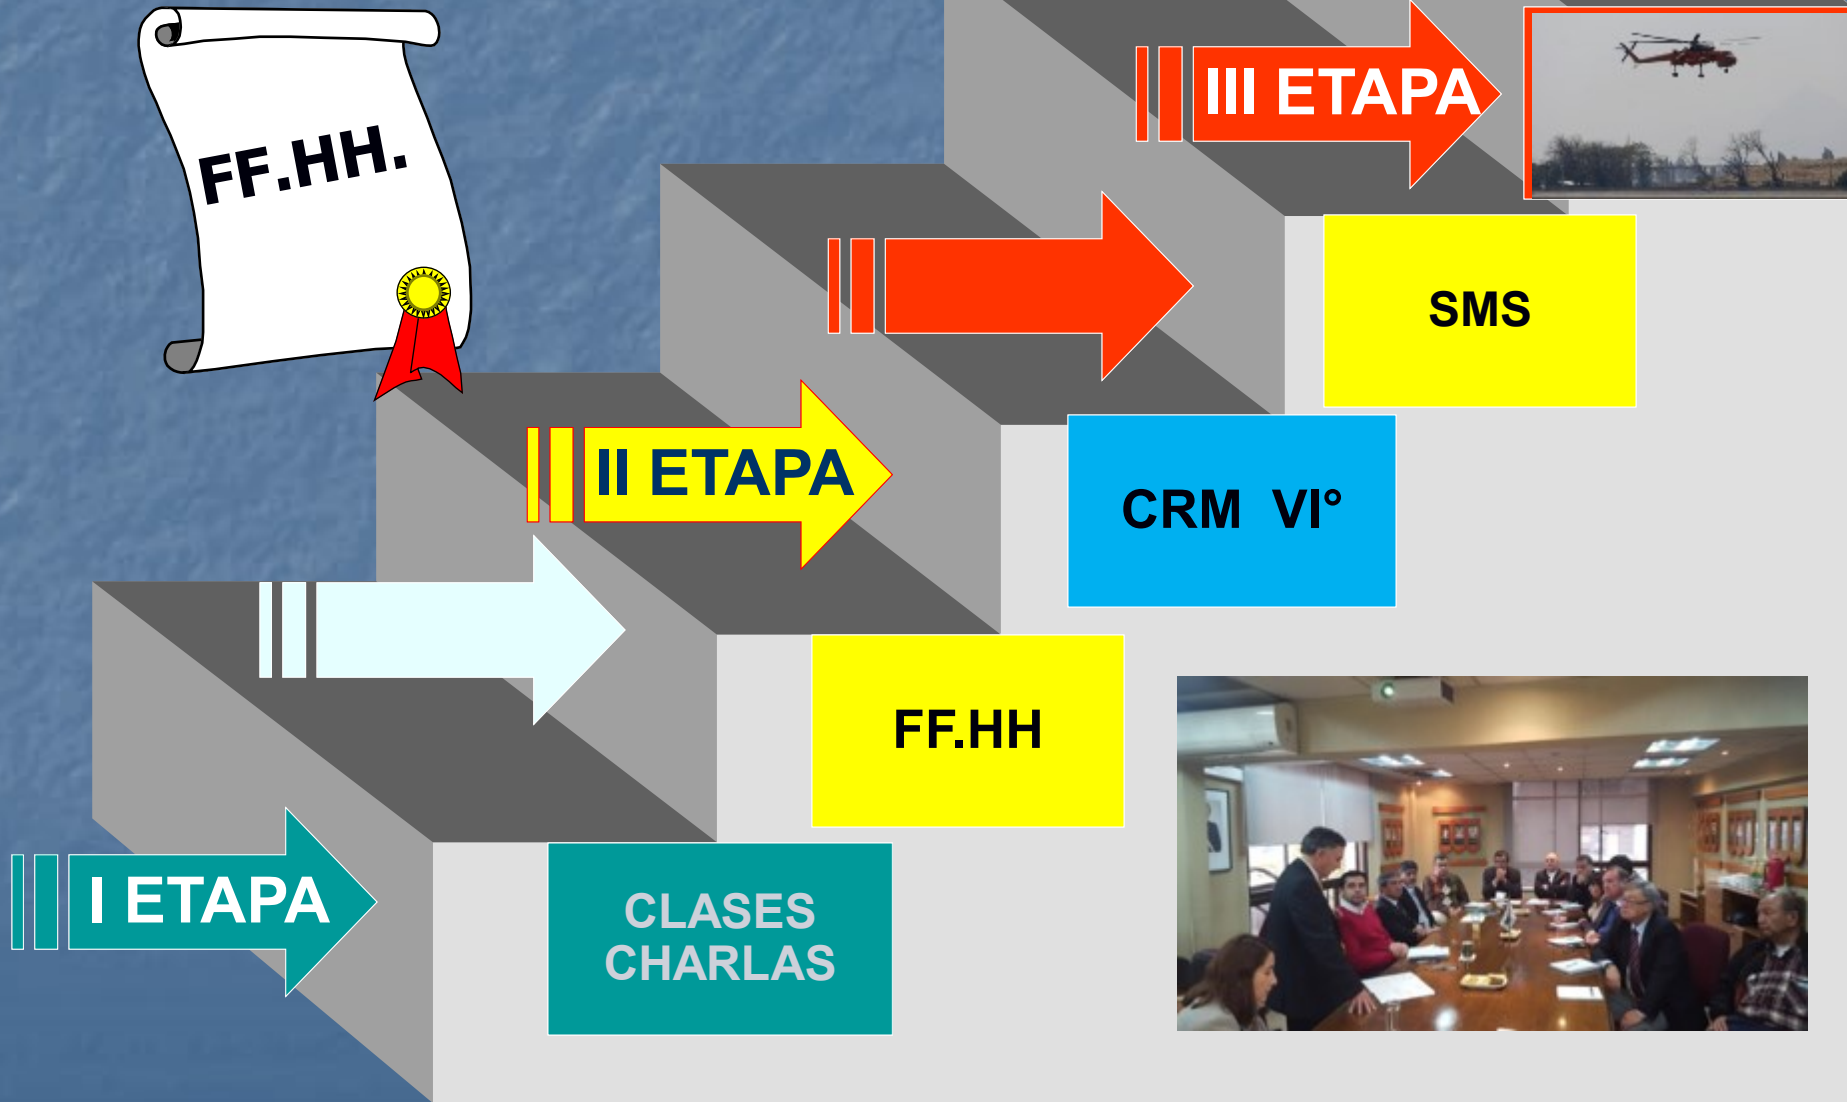 FF.HH.
III ETAPA
SMS
II ETAPA
CRM VI°
FF.HH
I ETAPA
CLASES
CHARLAS